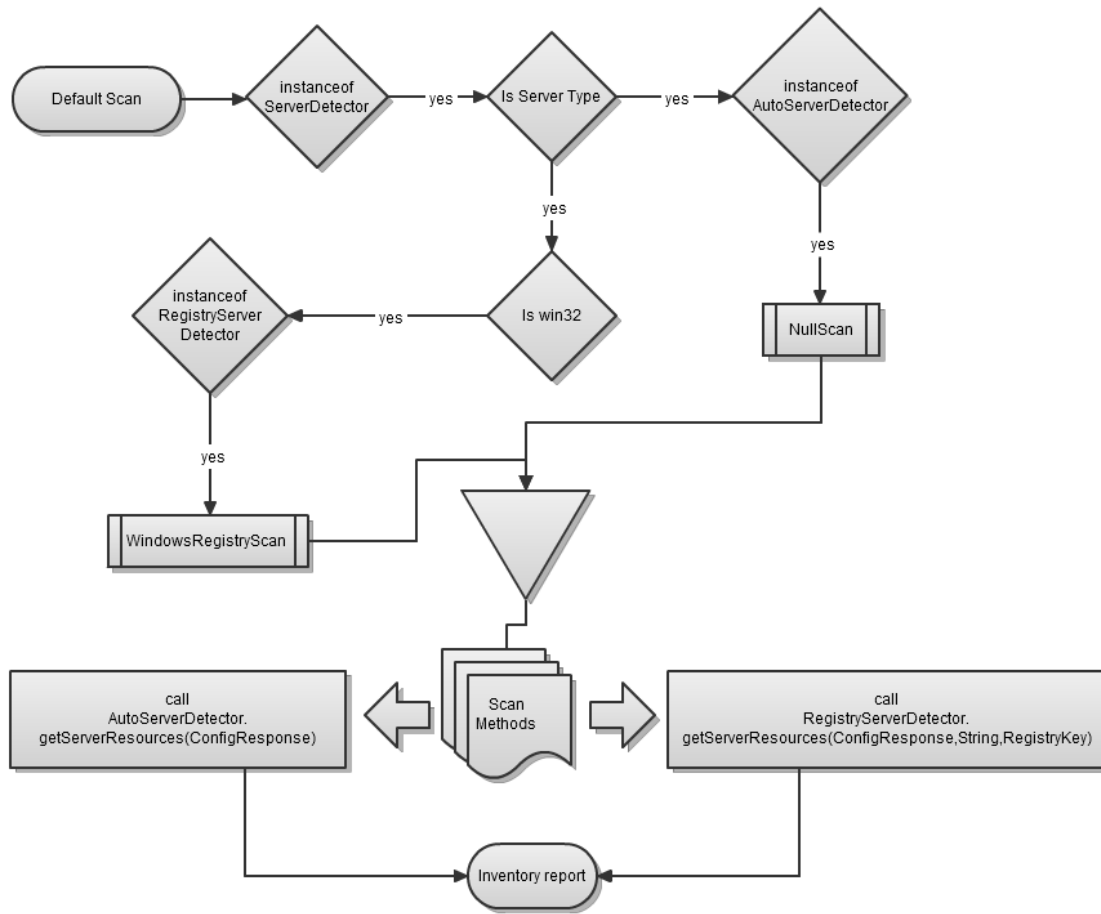 Default Scan
instanceof
ServerDetector
yes
Is Server Type
yes
instanceof
AutoServerDetector
yes
yes
instanceof
RegistryServer
Detector
yes
Is win32
NullScan
yes
WindowsRegistryScan
call
AutoServerDetector.
getServerResources(ConfigResponse)
Scan
Methods
call
RegistryServerDetector.
getServerResources(ConfigResponse,String,RegistryKey)
Inventory report